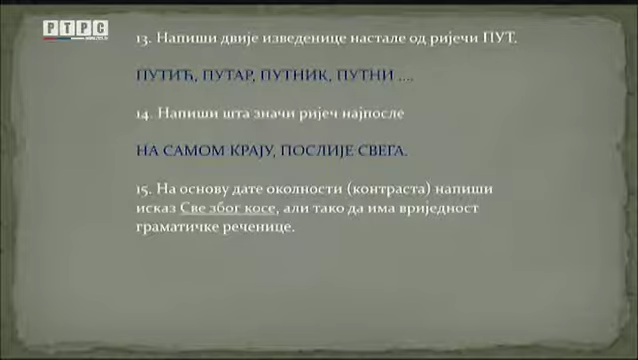 РТРС
13. Напиши двије изведенице настале од ријечи ПУТ.
ПУТИЋ, ПУТАР, ПУТНИК, ПУТНИ ....
14. Напиши шта значи ријеч најпосле
НА САМОМ КРАЈУ, ПОСЛИЈЕ СВЕГА.
15. На основу дате околности (контраста) напиши
исказ Све због косе, али тако да има вриједност
граматичке реченице.